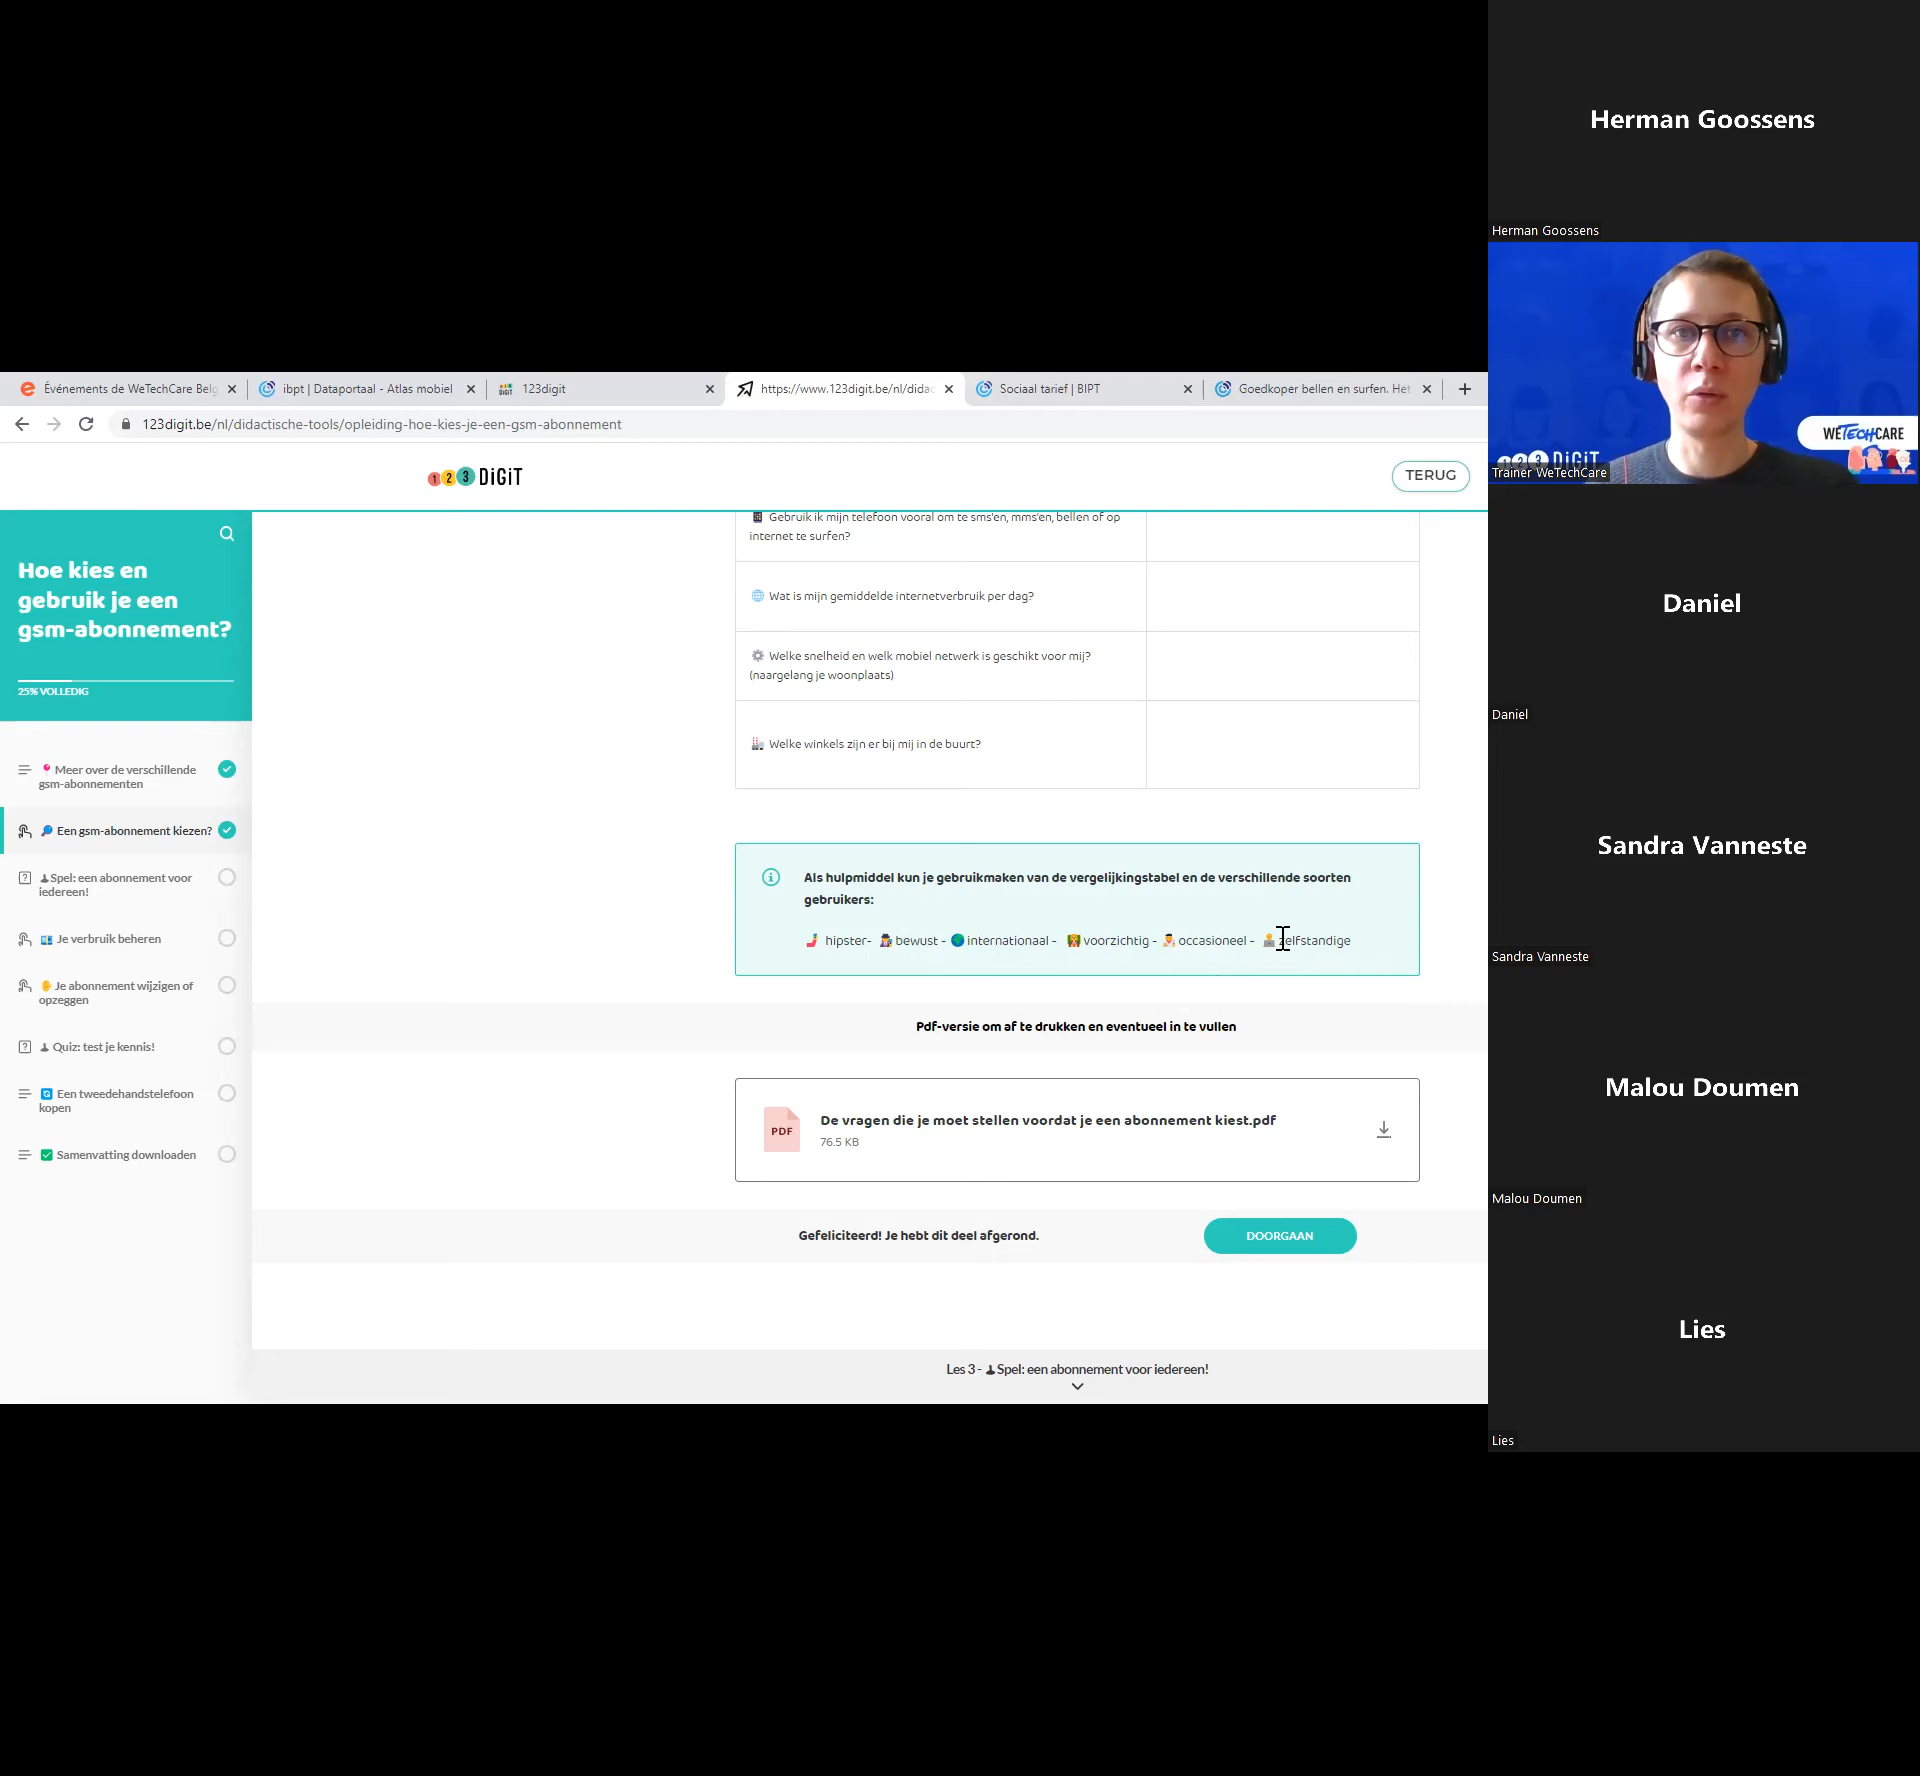 Événements de WeTechCare Belg
ibpt | Dataportaal - Atlas mobiel
123digit
https://www.123digit.be/nl/didac
Sociaal tarief | BIPT
Goedkoper bellen en surfen. Het
123digit.be/nl/didactische-tools/opleiding-hoe-kies-je-een-gsm-abonnement
1 2 3 DiGiT
TERUG
Hoe kies en
gebruik je een
gsm-abonnement?
25% VOLLEDIG
Meer over de verschillende
gsm-abonnementen
Een gsm-abonnement kiezen?
Spel: een abonnement voor
iedereen!
Je verbruik beheren
Je abonnement wijzigen of
opzeggen
Quiz: test je kennis!
Een tweedehandstelefoon
kopen
Samenvatting downloaden
Gebruik ik mijn telefoon vooral om te sms'en, mms'en, bellen of op
internet te surfen?
Wat is mijn gemiddelde internetverbruik per dag?
Welke snelheid en welk mobiel netwerk is geschikt voor mij?
(naargelang je woonplaats)
Welke winkels zijn er bij mij in de buurt?
Als hulpmiddel kun je gebruikmaken van de vergelijkingstabel en de verschillende soorten
gebruikers:
hipster- bewust - internationaal - voorzichtig - occasioneel - zelfstandige
Pdf-versie om af te drukken en eventueel in te vullen
PDF
De vragen die je moet stellen voordat je een abonnement kiest.pdf
76.5 KB
Gefeliciteerd! Je hebt dit deel afgerond.
DOORGAAN
Les 3 - Spel: een abonnement voor iedereen!
Herman Goossens
Herman Goossens
WETECHCARE
123 DiGiT
Trainer WeTechCare
Daniel
Daniel
Sandra Vanneste
Sandra Vanneste
Malou Doumen
Malou Doumen
Lies
Lies